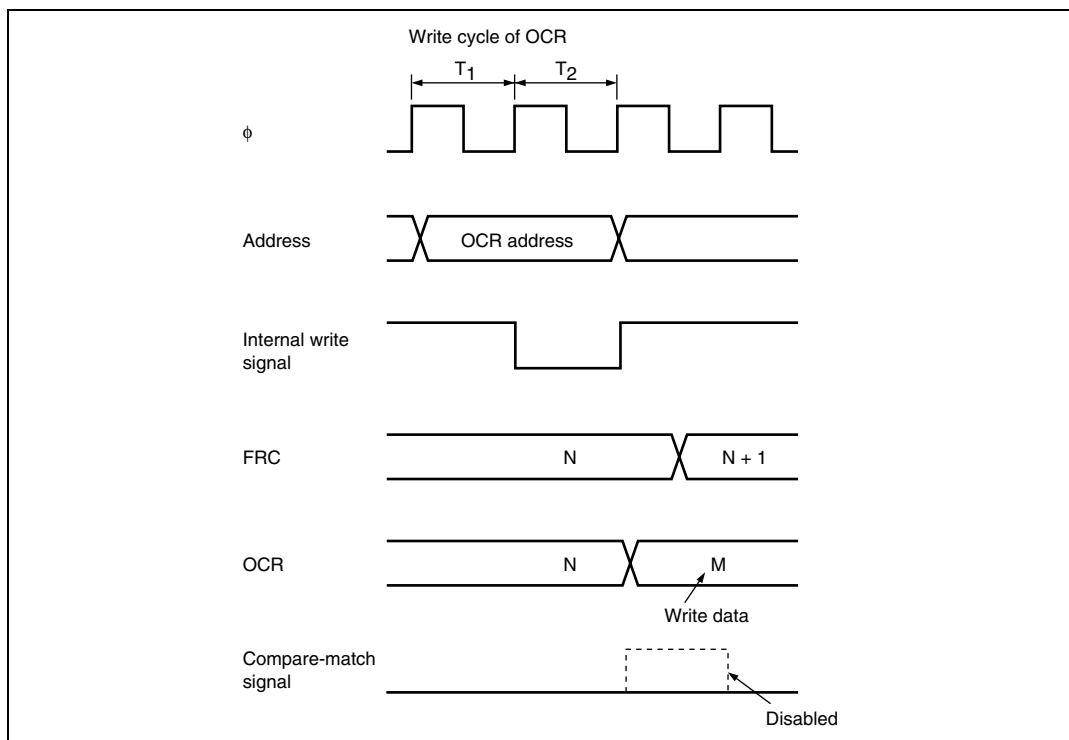 Write cycle of OCR
T1 T2
ϕ
Address
OCR address
Internal write
signal
FRC
N
N + 1
OCR
N
M
Write data
Compare-match
signal
Disabled